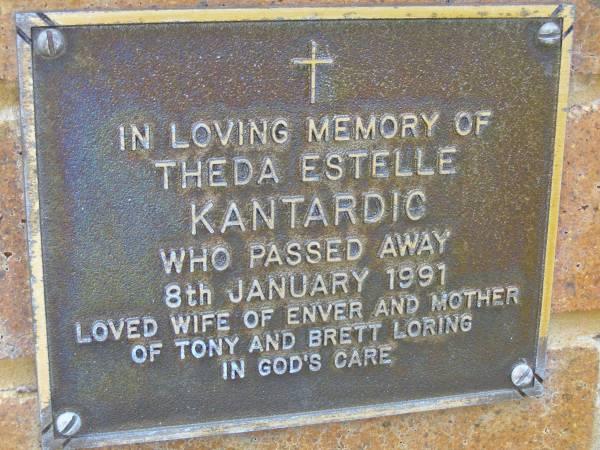 IN LOVING MEMORY OF
THEDA ESTELLE
KANTARDIC
WHO PASSED AWAY
8th JANUARY 1991
LOVED WIFE OF ENVER AND MOTHER
OF TONY AND BRETT LORING
IN GOD'S CARE